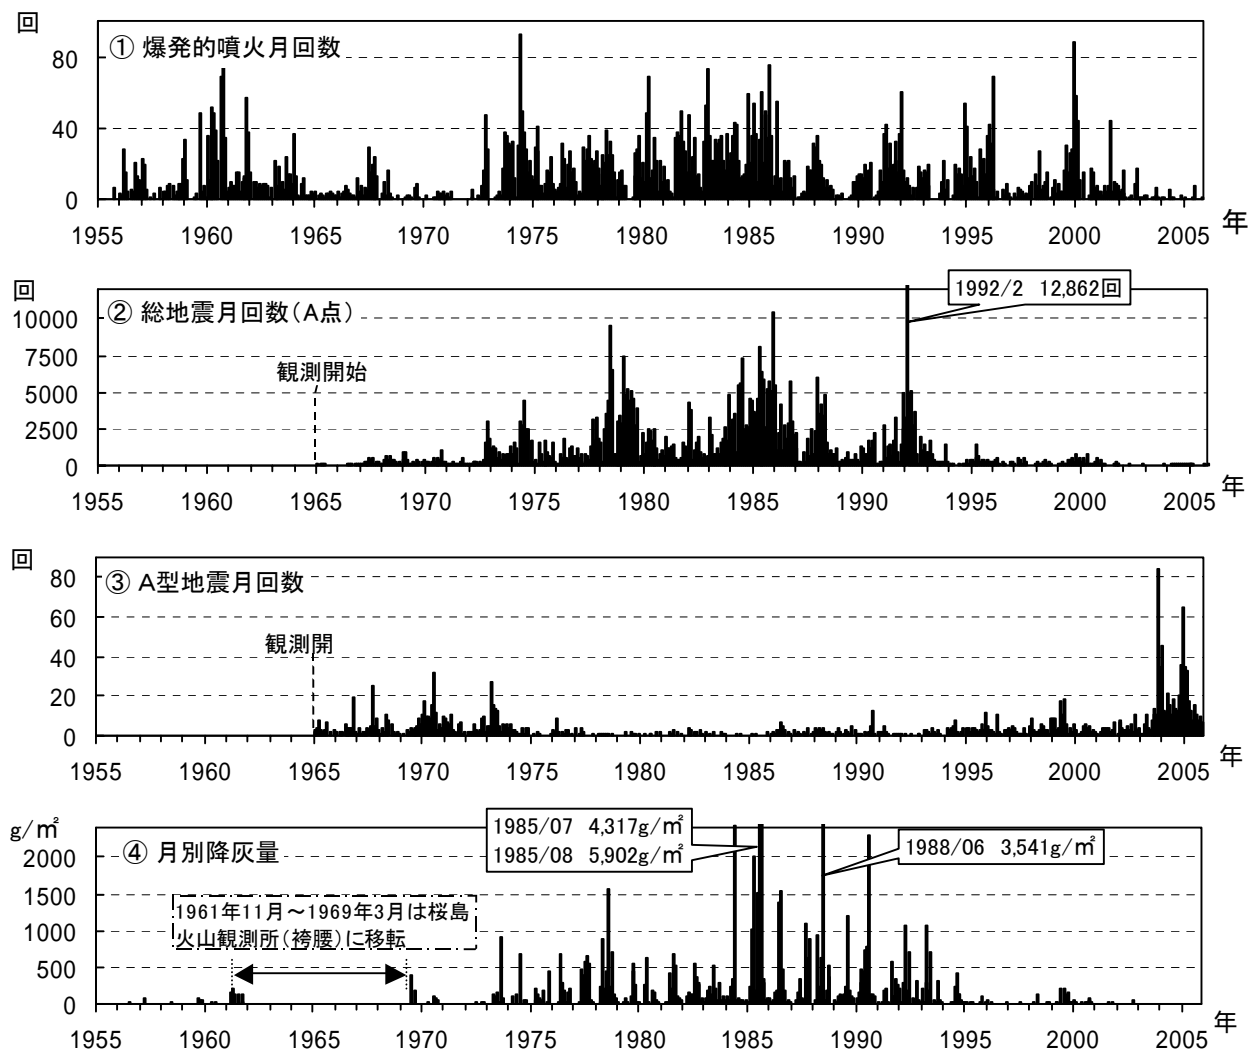 回
① 爆発的噴火月回数
80
40
0
1955 1960 1965 1970 1975 1980 1985 1990 1995 2000 2005
年
回
② 総地震月回数(A点)
1992/2 12,862回
10000
7500
観測開始
5000
2500
0
1955 1960 1965 1970 1975 1980 1985 1990 1995 2000 2005
年
回
③ A型地震月回数
80
60
観測開
40
20
0
1955 1960 1965 1970 1975 1980 1985 1990 1995 2000 2005
年
g/㎡
④ 月別降灰量
1985/07 4,317g/㎡
1985/08 5,902g/㎡
1988/06 3,541g/㎡
2000
1500
1961年11月~1969年3月は桜島
火山観測所(袴腰)に移転
1000
500
0
1955 1960 1965 1970 1975 1980 1985 1990 1995 2000 2005
年